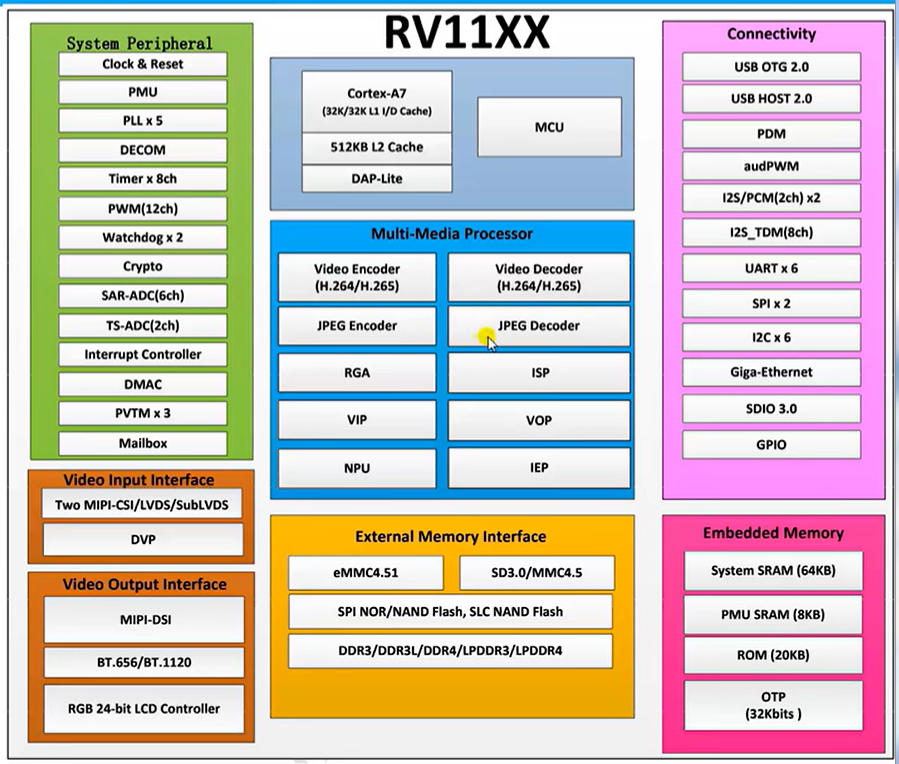 RV11XX
System Peripheral
Clock & Reset
PMU
PLL x 5
DECOM
Timer x 8ch
PWM(12ch)
Watchdog x 2
Crypto
SAR-ADC(6ch)
TS-ADC(2ch)
Interrupt Controller
DMAC
PVTM x 3
Mailbox
Video Input Interface
Two MIPI-CSI/LVDS/SubLVDS
DVP
Video Output Interface
MIPI-DSI
BT.656/BT.1120
RGB 24-bit LCD Controller
Cortex-A7
(32K/32K L1 I/D Cache)
512KB L2 Cache
DAP-Lite
MCU
Multi-Media Processor
Video Encoder
(H.264/H.265)
Video Decoder
(H.264/H.265)
JPEG Encoder
JPEG Decoder
RGA
ISP
VIP
VOP
NPU
IEP
External Memory Interface
eMMC4.51
SD3.0/MMC4.5
SPI NOR/NAND Flash, SLC NAND Flash
DDR3/DDR3L/DDR4/LPDDR3/LPDDR4
Connectivity
USB OTG 2.0
USB HOST 2.0
PDM
audPWM
I2S/PCM(2ch) x2
I2S_TDM(8ch)
UART x 6
SPI x 2
I2C x 6
Giga-Ethernet
SDIO 3.0
GPIO
Embedded Memory
System SRAM (64KB)
PMU SRAM (8KB)
ROM (20KB)
OTP
(32Kbits )